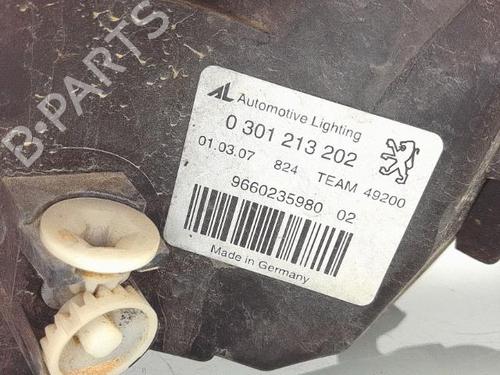 B-PARTS
AL Automotive Lighting
0 301 213 202
01.03.07 824 TEAM 49200
9660235980 02
Made in Germany